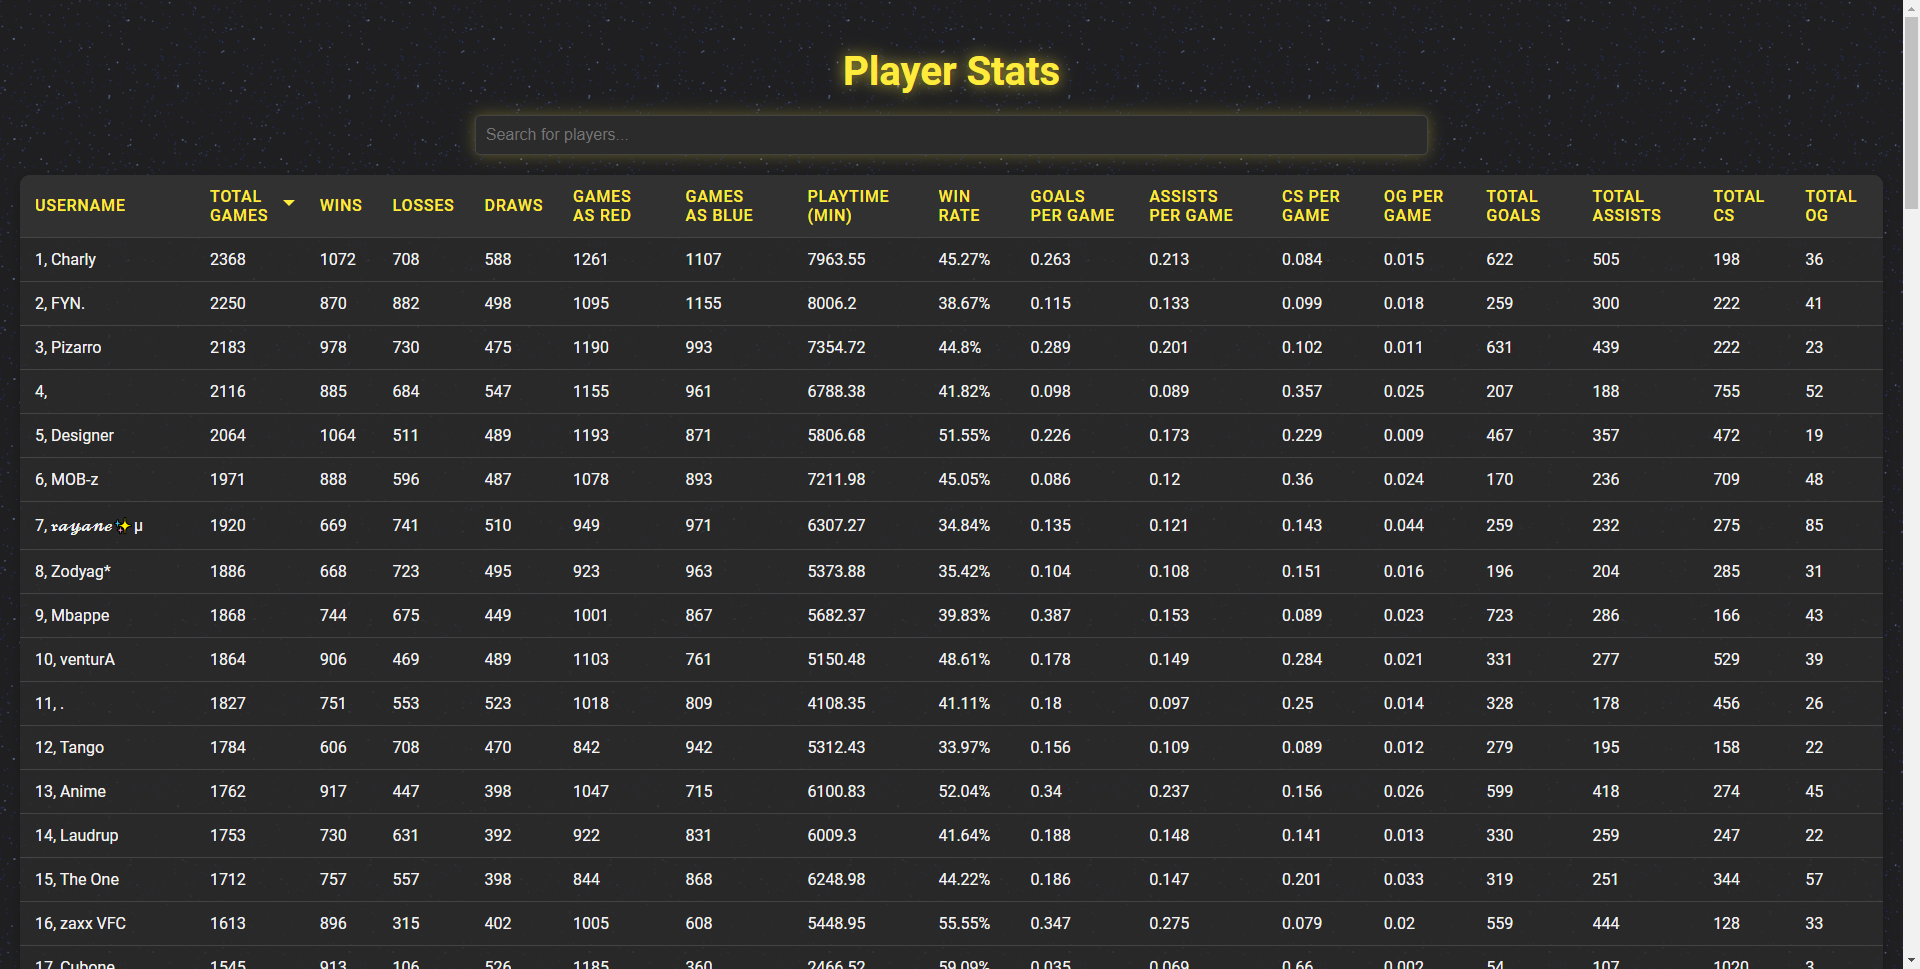 Player Stats
Search for players...
USERNAME TOTAL GAMES WINS LOSSES DRAWS GAMES AS RED GAMES AS BLUE PLAYTIME (MIN) WIN RATE GOALS PER GAME ASSISTS PER GAME CS PER GAME OG PER GAME TOTAL GOALS TOTAL ASSISTS TOTAL CS TOTAL OG
1, Charly 2368 1072 708 588 1261 1107 7963.55 45.27% 0.263 0.213 0.084 0.015 622 505 198 36
2, FYN. 2250 870 882 498 1095 1155 8006.2 38.67% 0.115 0.133 0.099 0.018 259 300 222 41
3, Pizarro 2183 978 730 475 1190 993 7354.72 44.8% 0.289 0.201 0.102 0.011 631 439 222 23
4, 2116 885 684 547 1155 961 6788.38 41.82% 0.098 0.089 0.357 0.025 207 188 755 52
5, Designer 2064 1064 511 489 1193 871 5806.68 51.55% 0.226 0.173 0.229 0.009 467 357 472 19
6, MOB-z 1971 888 596 487 1078 893 7211.98 45.05% 0.086 0.12 0.36 0.024 170 236 709 48
7, 𝓻𝓪𝔂𝓪𝓷𝓮✨μ 1920 669 741 510 949 971 6307.27 34.84% 0.135 0.121 0.143 0.044 259 232 275 85
8, Zodyag* 1886 668 723 495 923 963 5373.88 35.42% 0.104 0.108 0.151 0.016 196 204 285 31
9, Mbappe 1868 744 675 449 1001 867 5682.37 39.83% 0.387 0.153 0.089 0.023 723 286 166 43
10, venturA 1864 906 469 489 1103 761 5150.48 48.61% 0.178 0.149 0.284 0.021 331 277 529 39
11, . 1827 751 553 523 1018 809 4108.35 41.11% 0.18 0.097 0.25 0.014 328 178 456 26
12, Tango 1784 606 708 470 842 942 5312.43 33.97% 0.156 0.109 0.089 0.012 279 195 158 22
13, Anime 1762 917 447 398 1047 715 6100.83 52.04% 0.34 0.237 0.156 0.026 599 418 274 45
14, Laudrup 1753 730 631 392 922 831 6009.3 41.64% 0.188 0.148 0.141 0.013 330 259 247 22
15, The One 1712 757 557 398 844 868 6248.98 44.22% 0.186 0.147 0.201 0.033 319 251 344 57
16, zaxx VFC 1613 896 315 402 1005 608 5448.95 55.55% 0.347 0.275 0.079 0.02 559 444 128 33
17, Cubone 1545 913 106 526 1185 360 2466.52 59.09% 0.035 0.069 0.66 0.002 54 107 1020 3